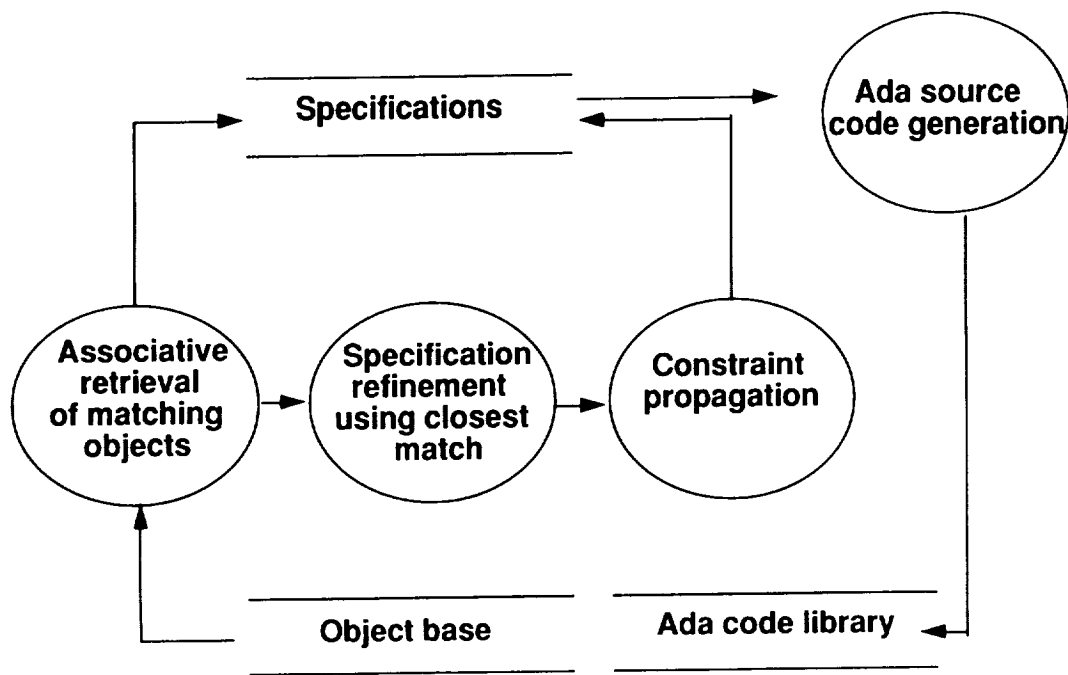 Specifications
Ada source
code generation
Associative
retrieval
of matching
objects
Specification
refinement
using closest
match
Constraint
propagation
Object base
Ada code library